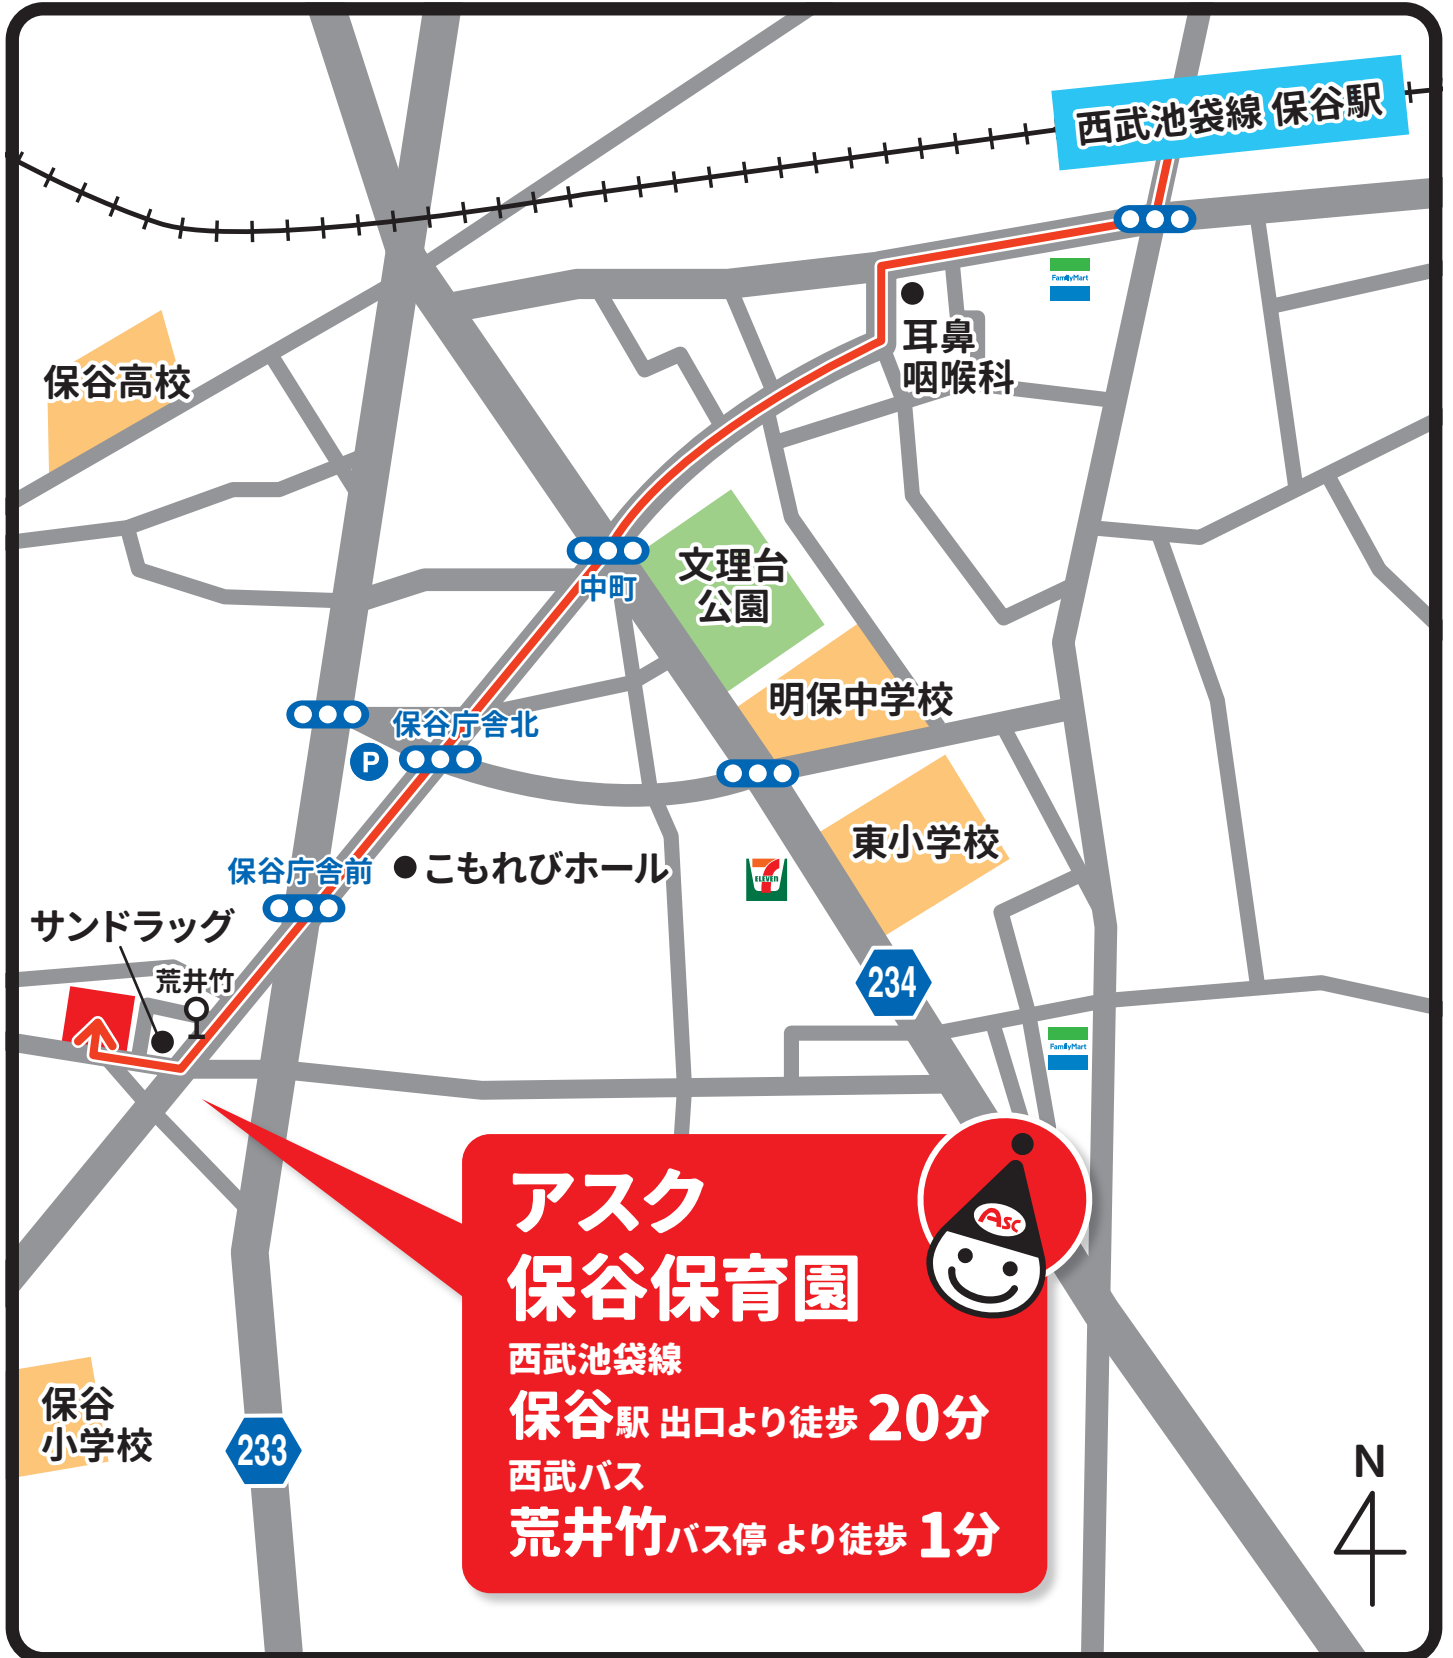 西武池袋線 保谷駅
FamilyMart
耳鼻
咽喉科
保谷高校
文理台
公園
中町
明保中学校
保谷庁舎北
P
東小学校
保谷庁舎前
こもれびホール
ELEVEN
サンドラッグ
荒井竹
234
FamilyMart
アスク
保谷保育園
西武池袋線
保谷駅 出口より徒歩 20分
西武バス
荒井竹バス停 より徒歩 1分
ASC
保谷
小学校
233
N